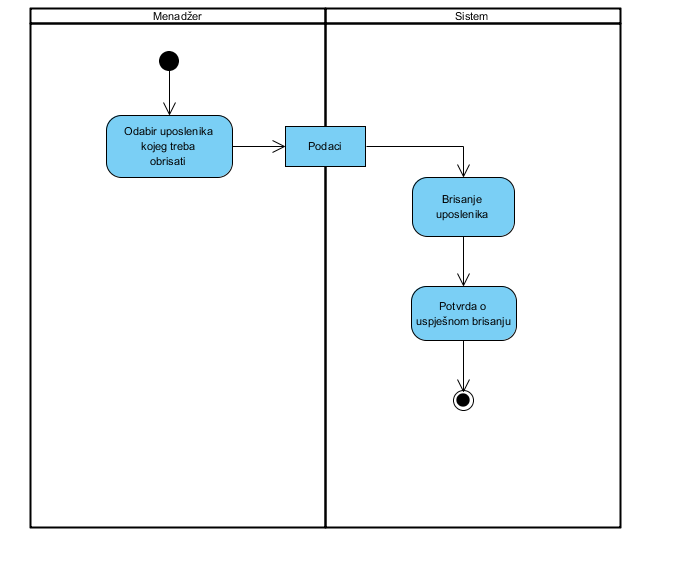 Menadžer
Sistem
Odabir uposlenika
kojeg treba
obrisati
Podaci
Brisanje
uposlenika
Potvrda o
uspješnom brisanju